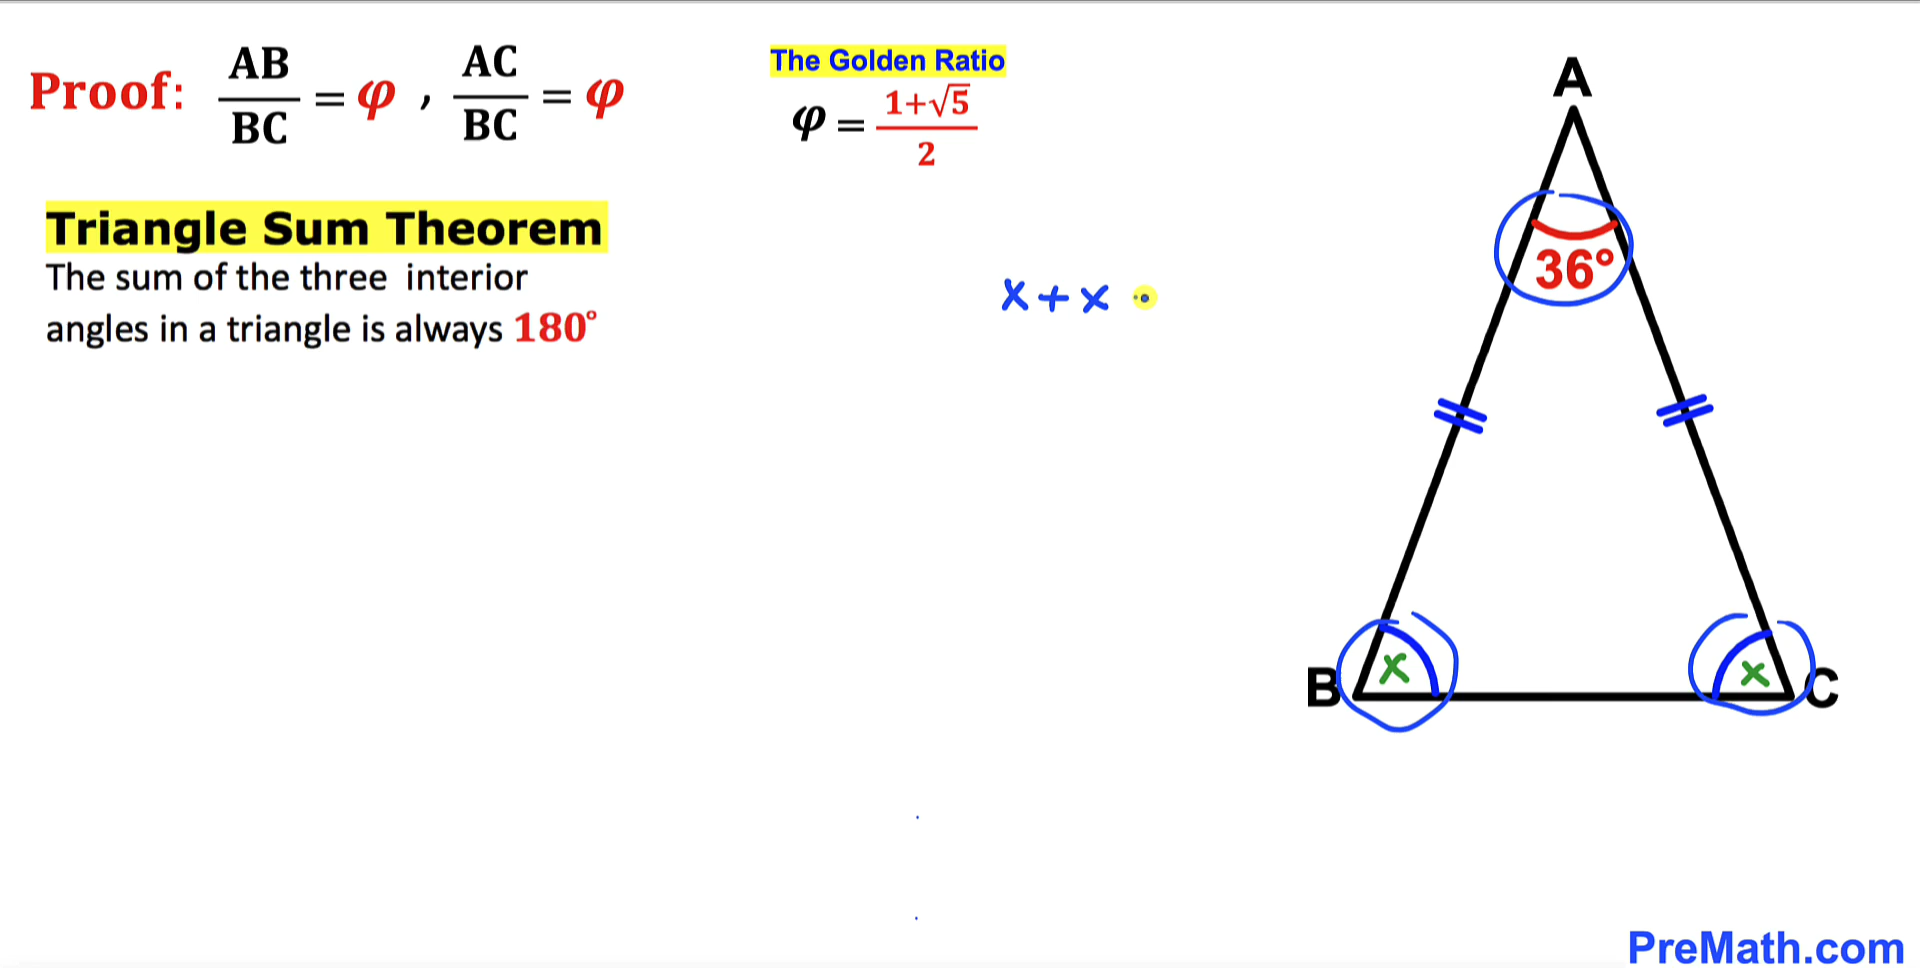 Proof: AB/BC = φ , AC/BC = φ
The Golden Ratio
φ = 1+√5/2
Triangle Sum Theorem
The sum of the three interior
angles in a triangle is always 180°
x + x
A
36°
B
x
x
C
PreMath.com